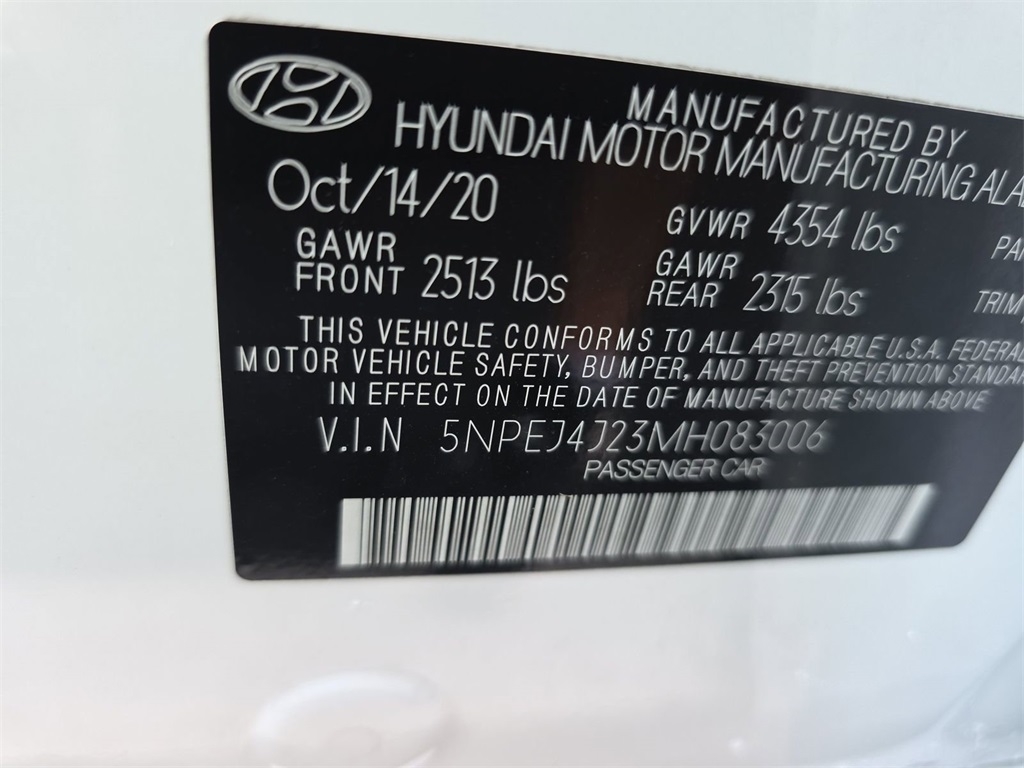 MANUFACTURED BY
HYUNDAI MOTOR MANUFACTURING ALA
Oct/14/20 GVWR 4354 lbs
GAWR FRONT 2513 lbs GAWR REAR 2315 lbs TRIM
THIS VEHICLE CONFORMS TO ALL APPLICABLE U.S.A. FEDERAL
MOTOR VEHICLE SAFETY, BUMPER, AND THEFT PREVENTION STANDAR
IN EFFECT ON THE DATE OF MANUFACTURE SHOWN ABOVE
V.I.N 5NPEJ4J23MH083006
PASSENGER CAR